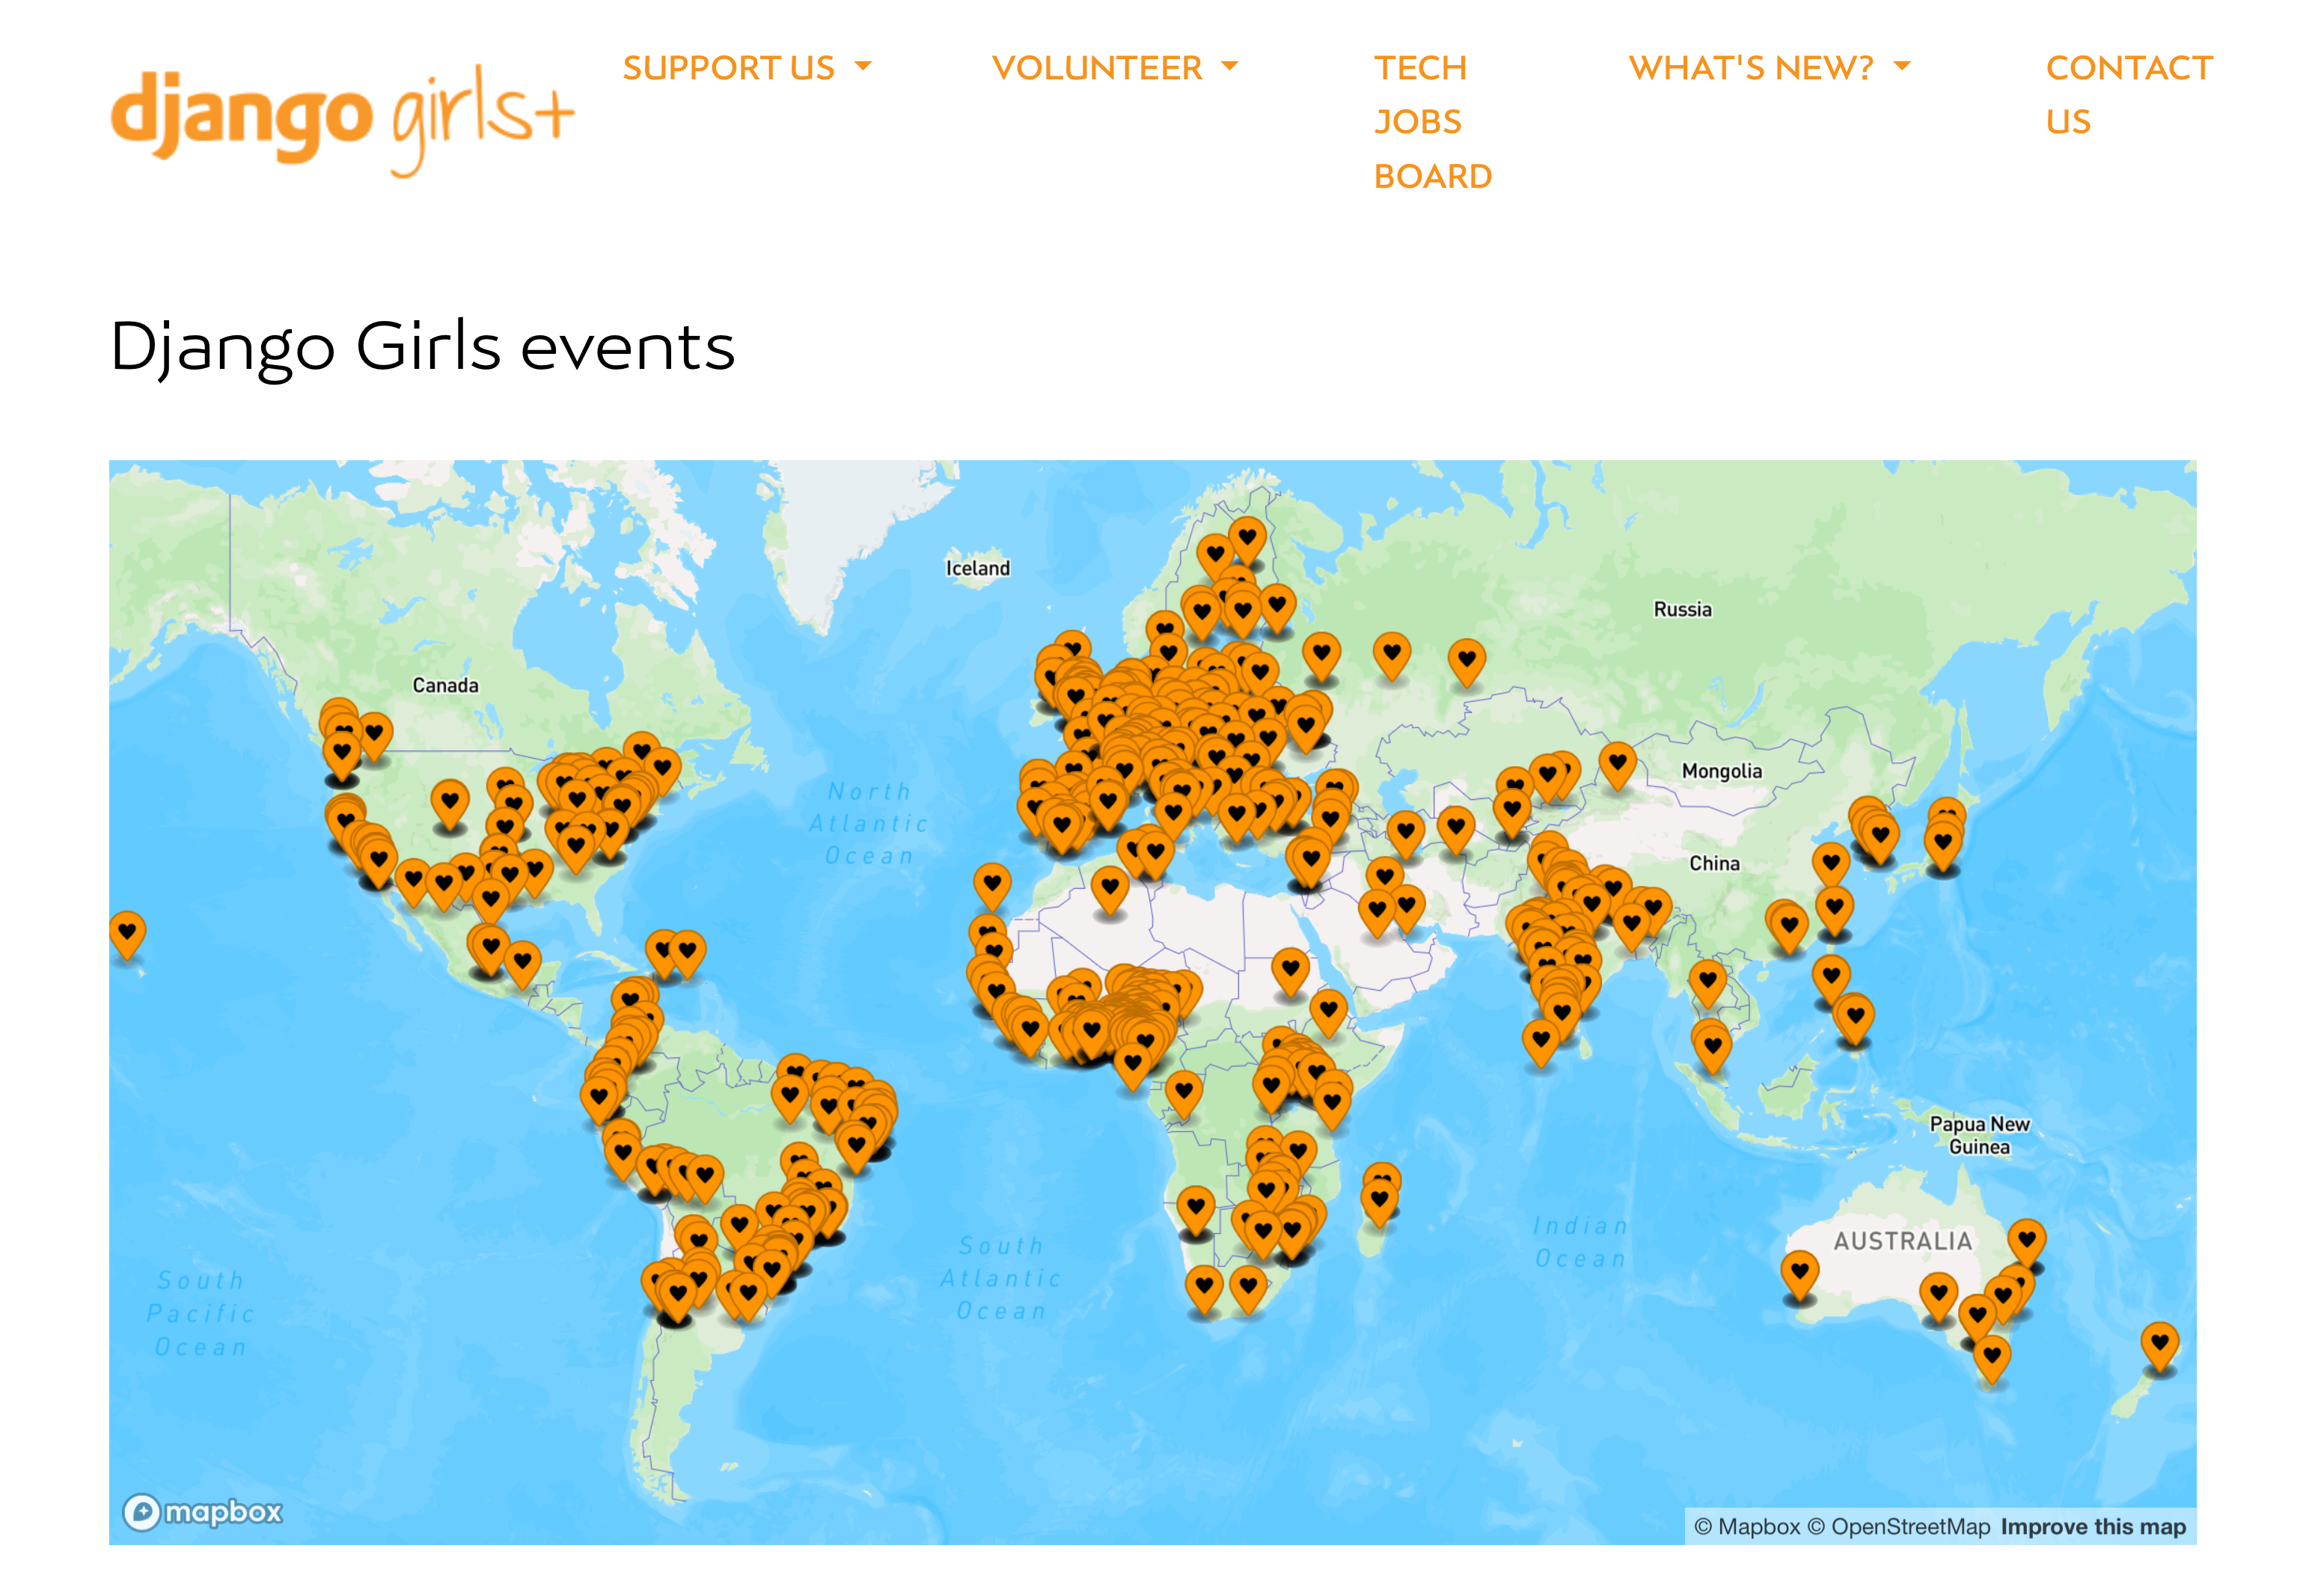 django girls+
SUPPORT US
VOLUNTEER
TECH
JOBS
BOARD
WHAT'S NEW?
CONTACT
US
Django Girls events
Iceland
Russia
Canada
Mongolia
North
Atlantic
Ocean
China
Papua New
Guinea
AUSTRALIA
Indian
Ocean
South
Atlantic
Ocean
South
Pacific
Ocean
mapbox
© Mapbox © OpenStreetMap Improve this map